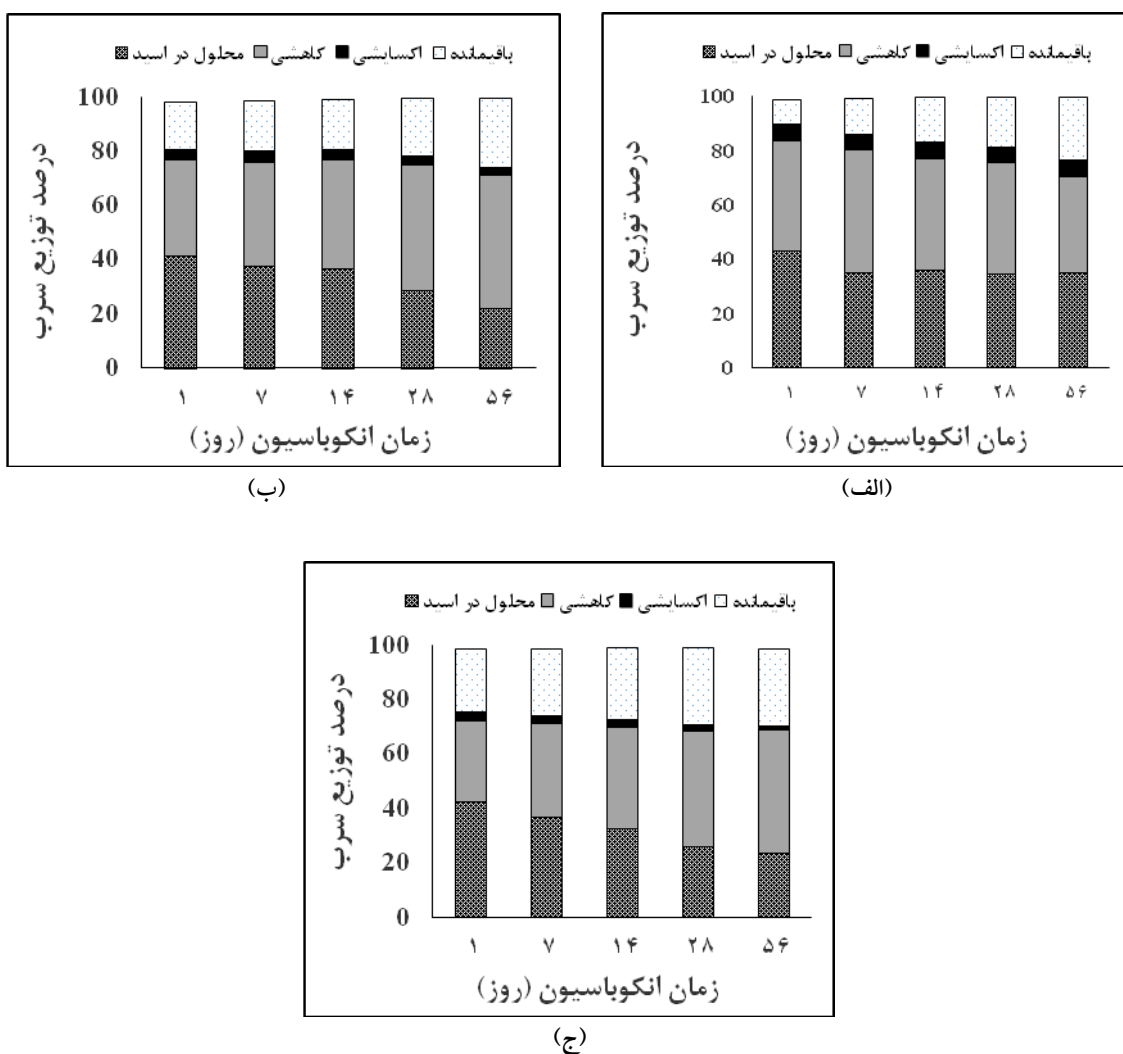 محلول در اسید کاهشی اکسایشی باقیمانده
درصد توزیع سرب
100
80
60
40
20
0
۱ ۷ ۱۴ ۲۸ ۵۶
زمان انکوباسیون (روز)
(الف)
محلول در اسید کاهشی اکسایشی باقیمانده
درصد توزیع سرب
100
80
60
40
20
0
۱ ۷ ۱۴ ۲۸ ۵۶
زمان انکوباسیون (روز)
(ب)
محلول در اسید کاهشی اکسایشی باقیمانده
درصد توزیع سرب
100
80
60
40
20
0
۱ ۷ ۱۴ ۲۸ ۵۶
زمان انکوباسیون (روز)
(ج)